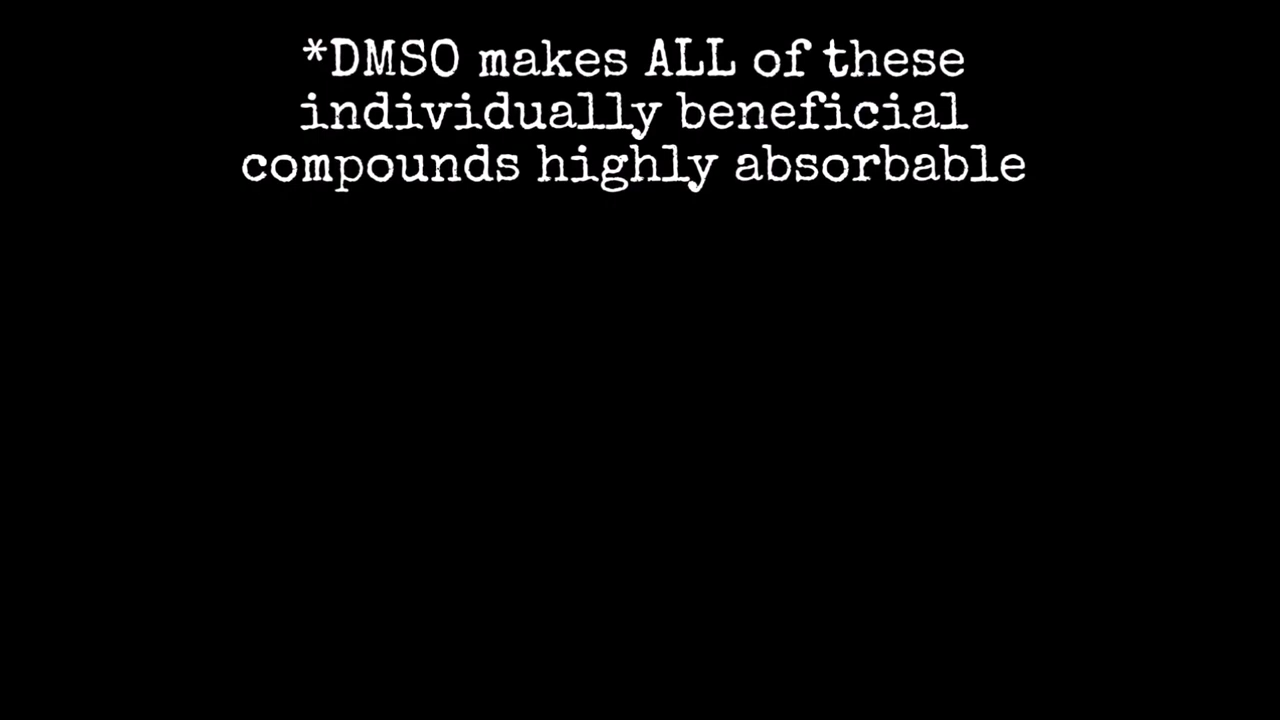 *DMSO makes ALL of these
individually beneficial
compounds highly absorbable